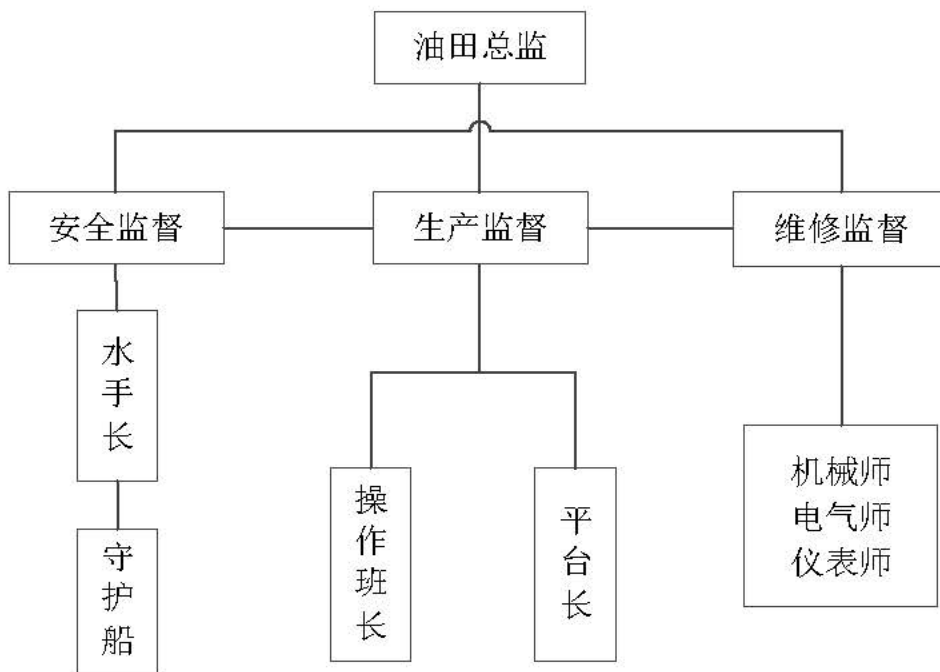 油田总监
安全监督
生产监督
维修监督
水手长
守护船
操作班长
平台长
机械师
电气师
仪表师